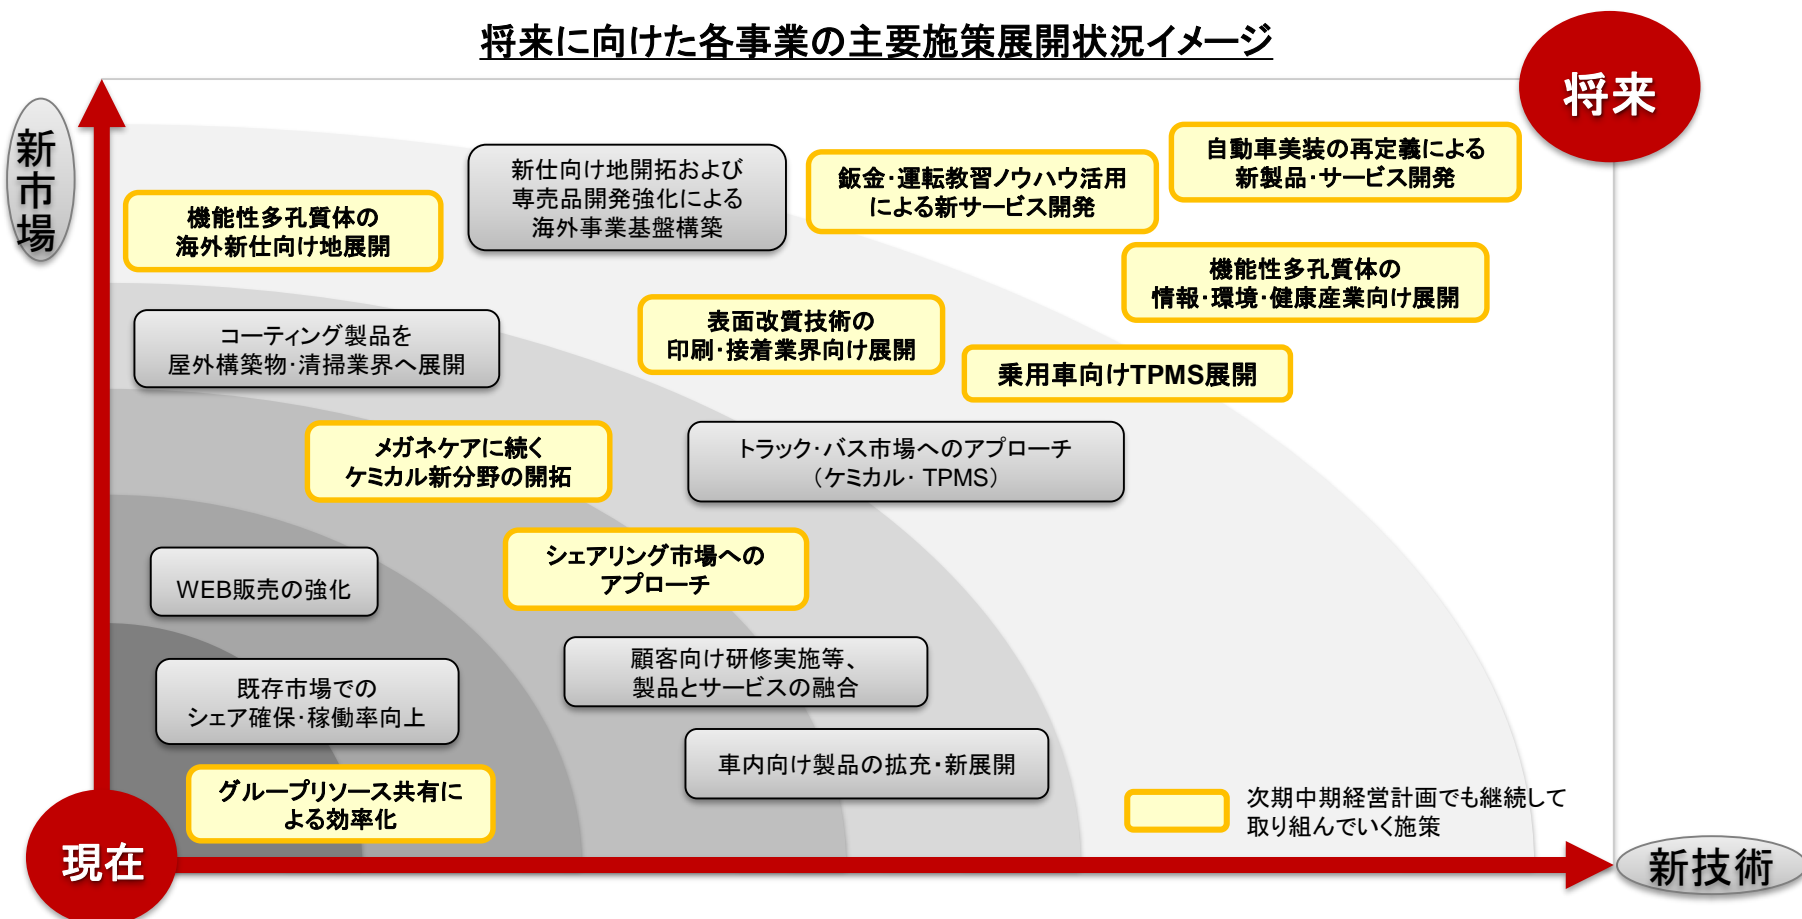 将来に向けた各事業の主要施策展開状況イメージ
将来
新市場
自動車美装の再定義による
新製品・サービス開発
新仕向け地開拓および
専売品開発強化による
海外事業基盤構築
鈑金・運転教習ノウハウ活用
による新サービス開発
機能性多孔質体の
海外新仕向け地展開
機能性多孔質体の
情報・環境・健康産業向け展開
コーティング製品を
屋外構築物・清掃業界へ展開
表面改質技術の
印刷・接着業界向け展開
乗用車向けTPMS展開
メガネケアに続く
ケミカル新分野の開拓
トラック・バス市場へのアプローチ
（ケミカル・ TPMS）
シェアリング市場への
アプローチ
WEB販売の強化
顧客向け研修実施等、
製品とサービスの融合
既存市場での
シェア確保・稼働率向上
車内向け製品の拡充・新展開
グループリソース共有に
よる効率化
次期中期経営計画でも継続して
取り組んでいく施策
現在
新技術